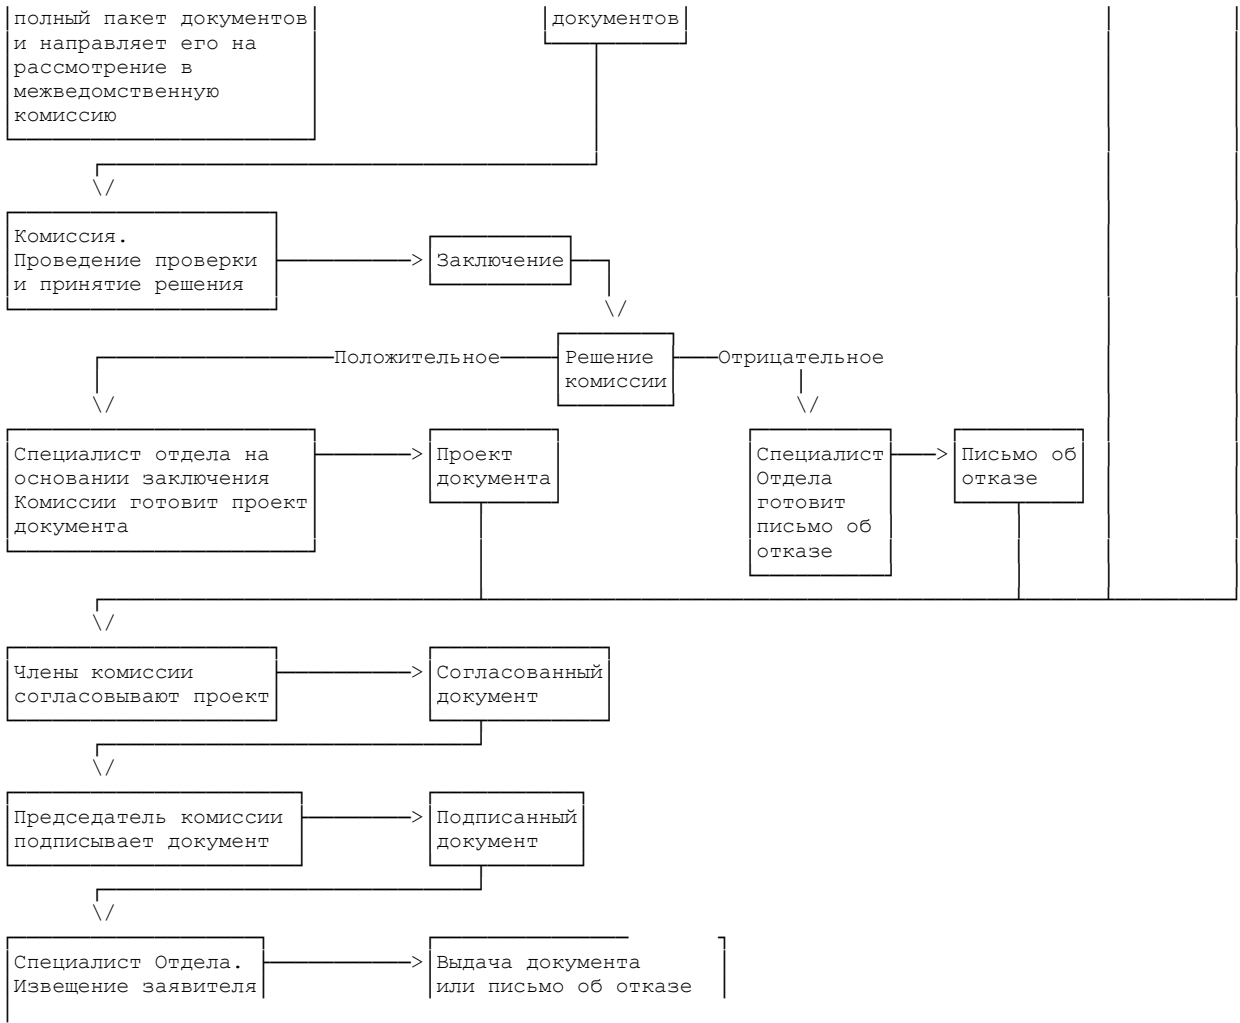 полный пакет документов
и направляет его на
рассмотрение в
межведомственную
комиссию
документов
Комиссия.
Проведение проверки
и принятие решения
Заключение
Решение
комиссии
Положительное
Отрицательное
Специалист отдела на
основании заключения
Комиссии готовит проект
документа
Проект
документа
Специалист
Отдела
готовит
письмо об
отказе
Письмо об
отказе
Члены комиссии
согласовывают проект
Согласованный
документ
Председатель комиссии
подписывает документ
Подписанный
документ
Специалист Отдела.
Извещение заявителя
Выдача документа
или письмо об отказе